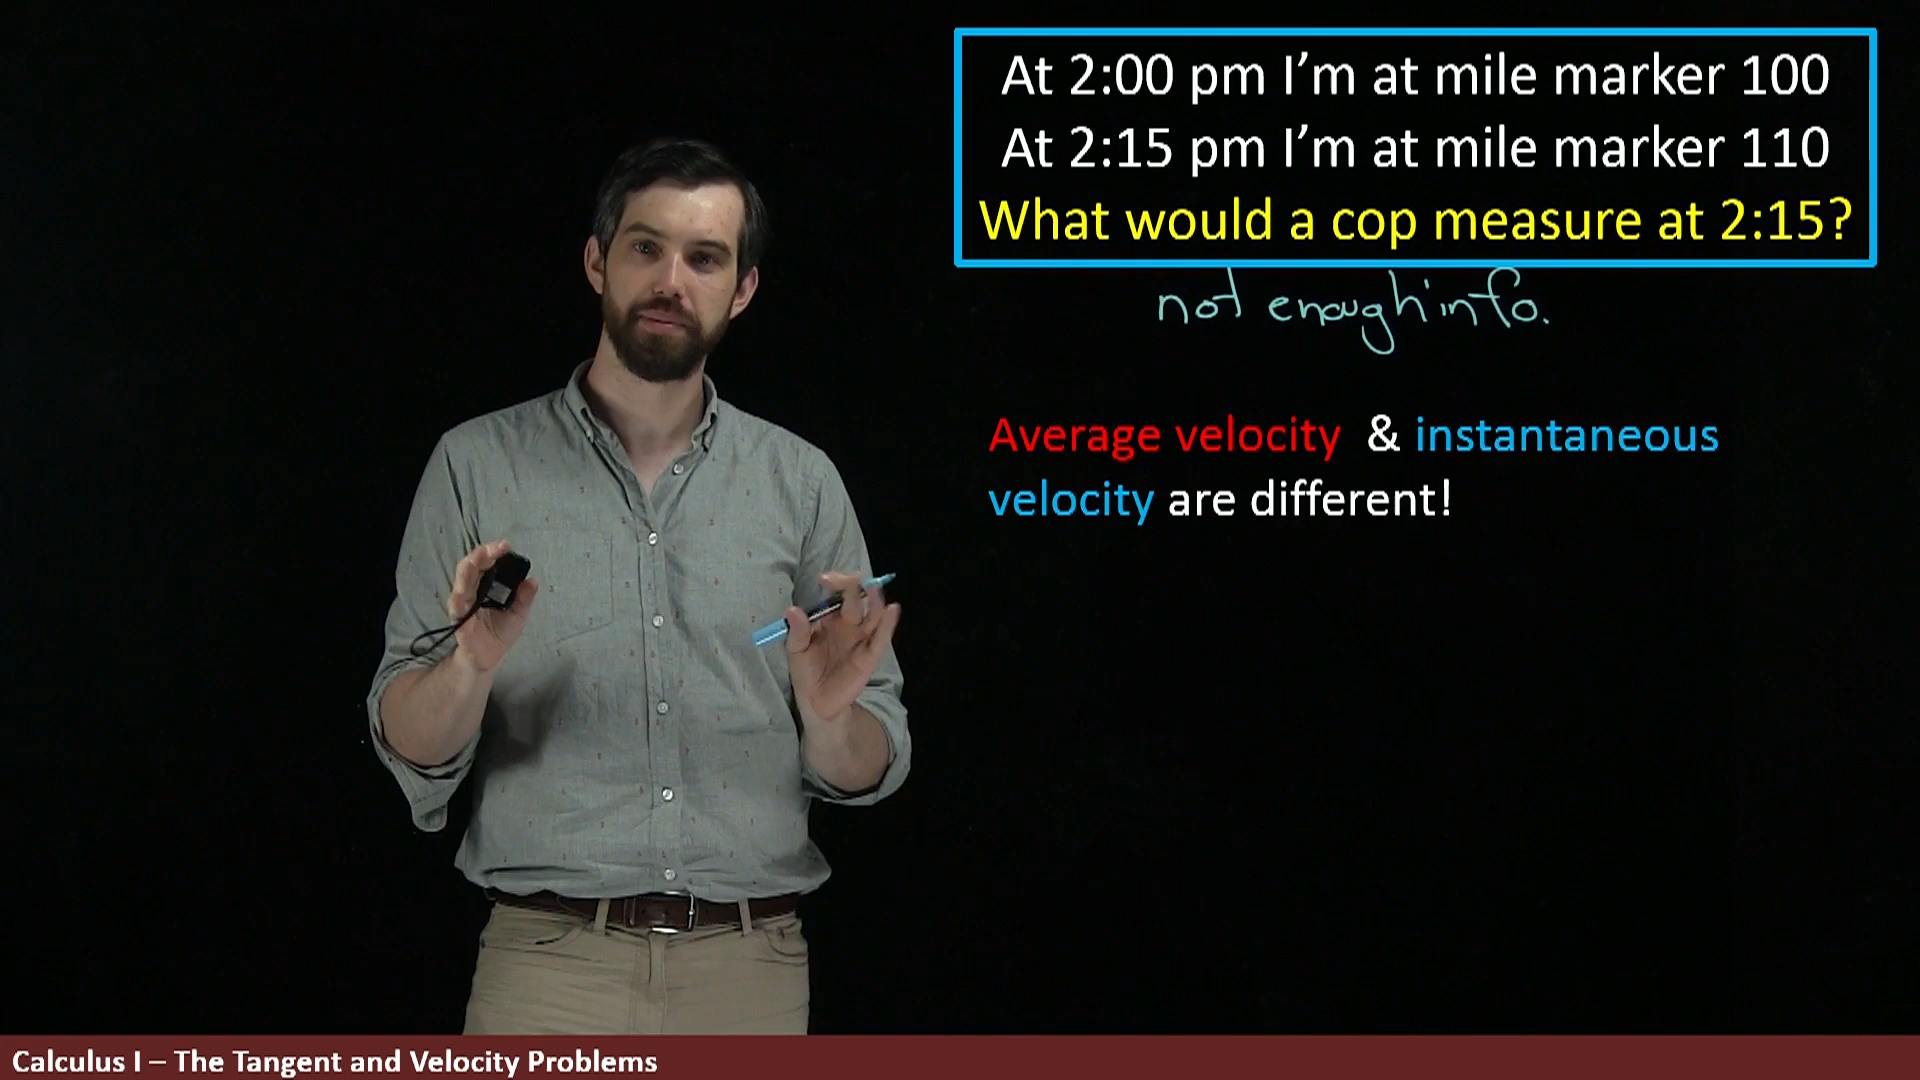 At 2:00 pm I’m at mile marker 100
At 2:15 pm I’m at mile marker 110
What would a cop measure at 2:15?
not enough info.
Average velocity & instantaneous
velocity are different!
Calculus I – The Tangent and Velocity Problems